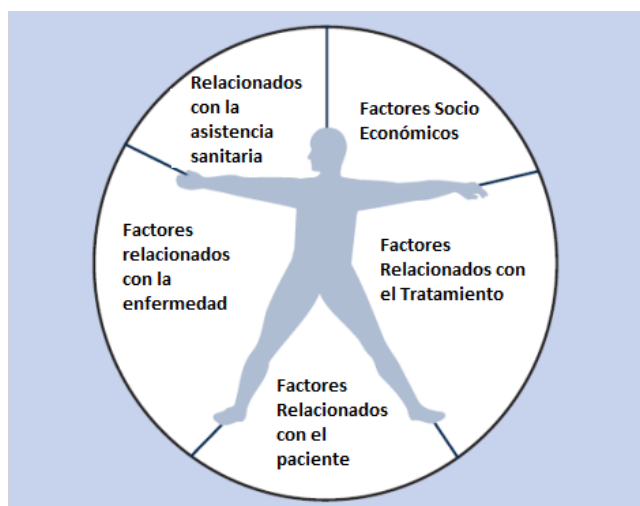 Relacionados
con la
asistencia
sanitaria
Factores Socio
Económicos
Factores
relacionados
con la
enfermedad
Factores
Relacionados con
el Tratamiento
Factores
Relacionados
con el
paciente